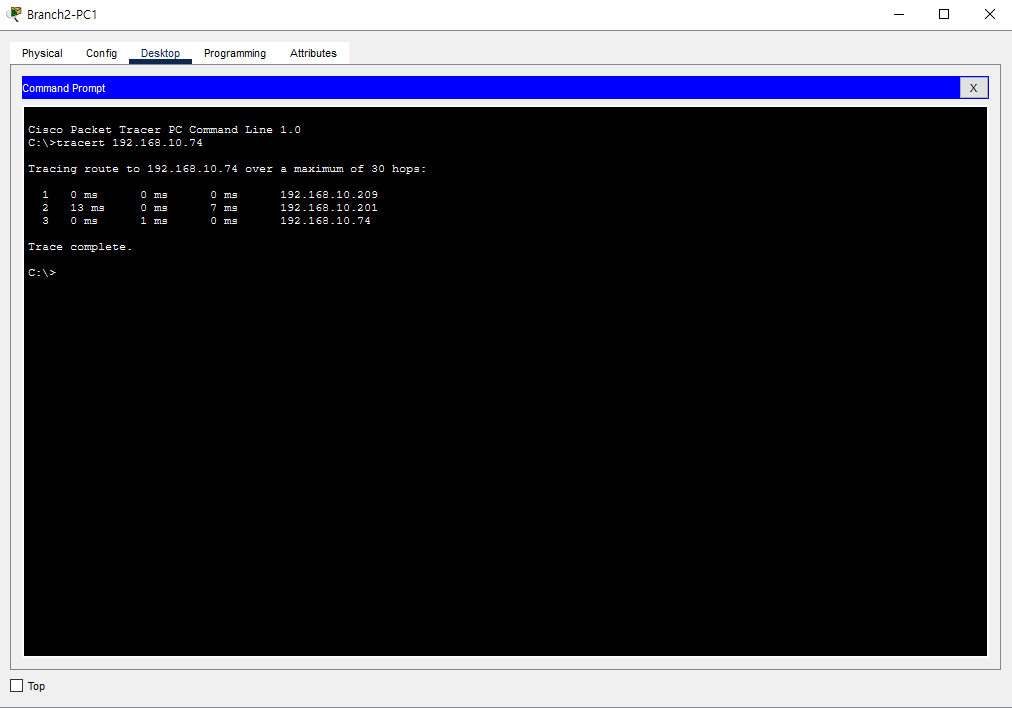 Branch2-PC1
Physical Config Desktop Programming Attributes
Command Prompt X
Cisco Packet Tracer PC Command Line 1.0
C:\>tracert 192.168.10.74
Tracing route to 192.168.10.74 over a maximum of 30 hops:
1 0 ms 0 ms 0 ms 192.168.10.209
2 13 ms 0 ms 7 ms 192.168.10.201
3 0 ms 1 ms 0 ms 192.168.10.74
Trace complete.
C:\>
Top